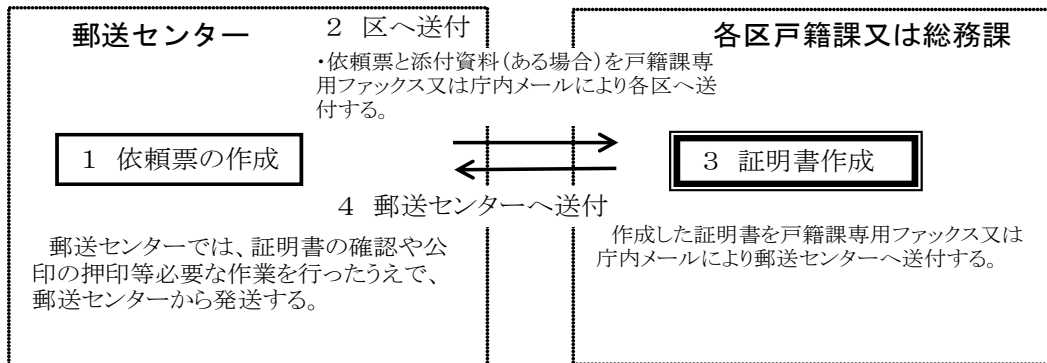 郵送センター
２ 区へ送付
・依頼票と添付資料(ある場合)を戸籍課専
用ファックス又は庁内メールにより各区へ送
付する。
各区戸籍課又は総務課
１ 依頼票の作成
３ 証明書作成
４ 郵送センターへ送付
郵送センターでは、証明書の確認や公
印の押印等必要な作業を行ったうえで、
郵送センターから発送する。
作成した証明書を戸籍課専用ファックス又は
庁内メールにより郵送センターへ送付する。